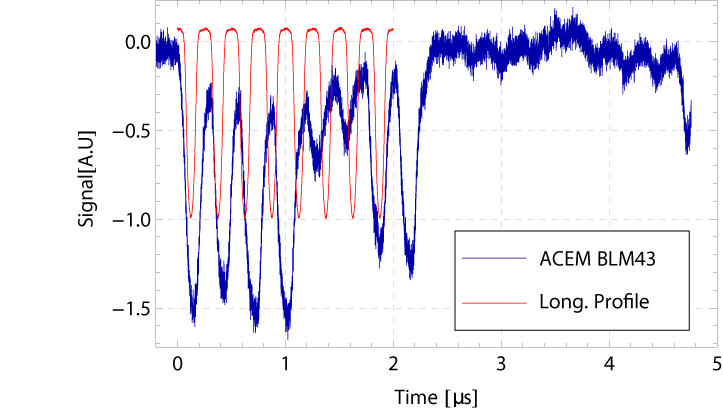 0.0
−0.5
−1.0
−1.5
Signal[A.U]
ACEM BLM43
Long. Profile
0 1 2 3 4 5
Time [µs]